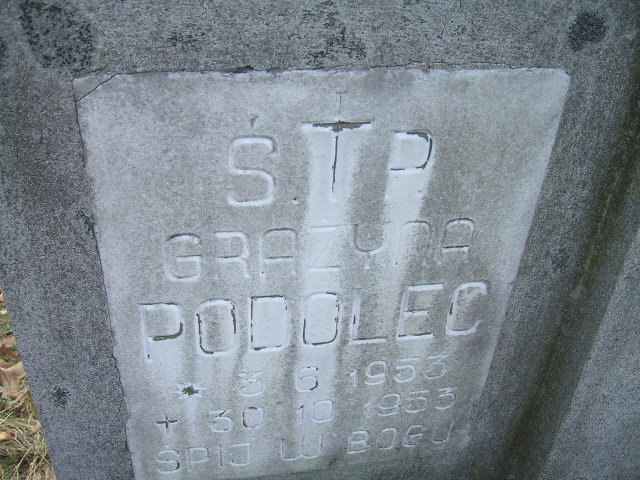 S.†P.
GRAŻYNA
PODOLEC
* 3 6 1953
+ 30 10 1953
ŚPIJ W BOGU